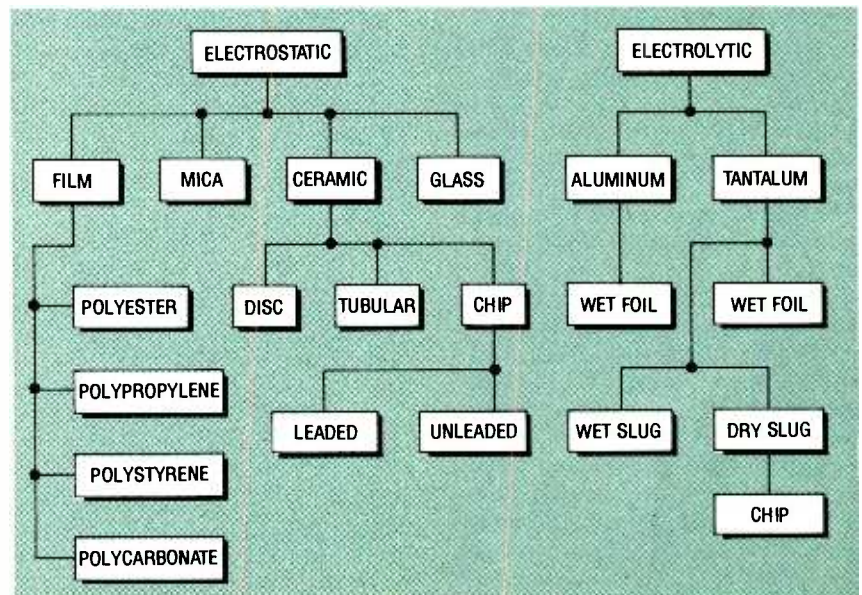 ELECTROSTATIC
ELECTROLYTIC
FILM
MICA
CERAMIC
GLASS
ALUMINUM
TANTALUM
POLYESTER
DISC
TUBULAR
CHIP
WET FOIL
WET FOIL
POLYPROPYLENE
LEADED
UNLEADED
WET SLUG
DRY SLUG
POLYSTYRENE
CHIP
POLYCARBONATE